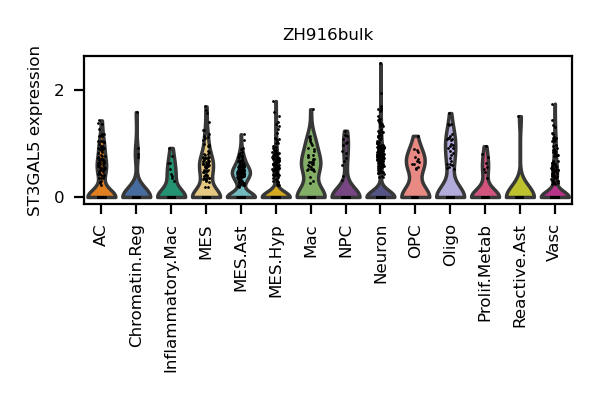 ZH916bulk
ST3GAL5 expression
2
0
AC
Chromatin.Reg
Inflammatory.Mac
MES
MES.Ast
MES.Hyp
Mac
NPC
Neuron
OPC
Oligo
Prolif.Metab
Reactive.Ast
Vasc